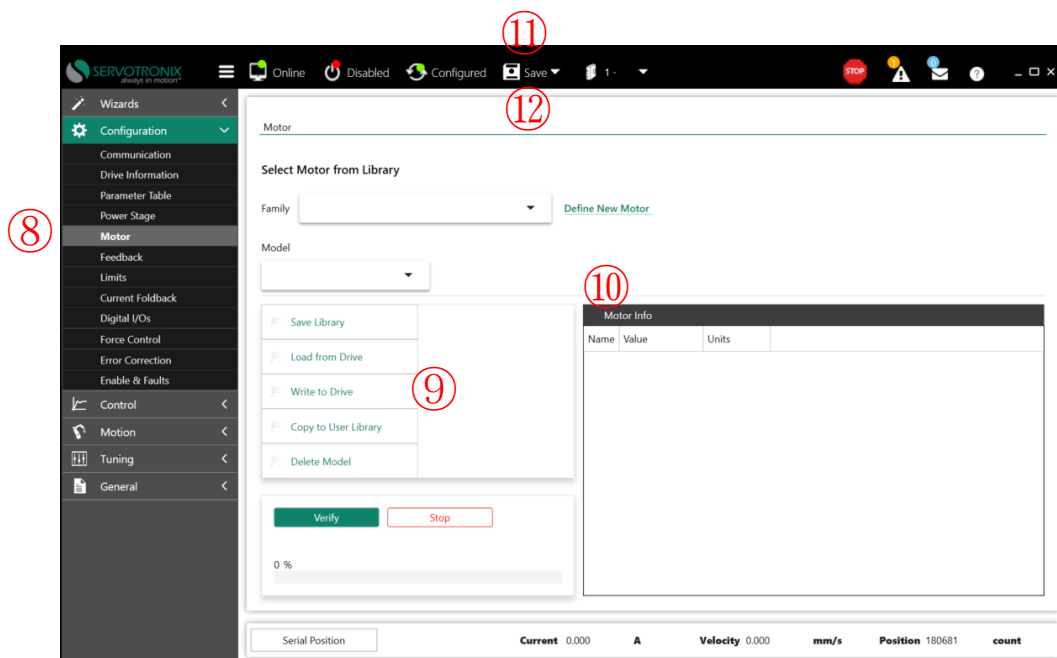 ⑪
SERVOTRONIX
always in motion™
Online
Disabled
Configured
Save
1 -
STOP
1
0
?
⑫
Wizards
Configuration
Communication
Drive Information
Parameter Table
Power Stage
⑧
Motor
Feedback
Limits
Current Foldback
Digital I/Os
Force Control
Error Correction
Enable & Faults
Control
Motion
Tuning
General
Motor
Select Motor from Library
Family
Define New Motor
Model
Save Library
Load from Drive
Write to Drive
⑨
Copy to User Library
Delete Model
⑩
Motor Info
Name Value Units
Verify
Stop
0 %
Serial Position
Current 0.000 A
Velocity 0.000 mm/s
Position 180681 count